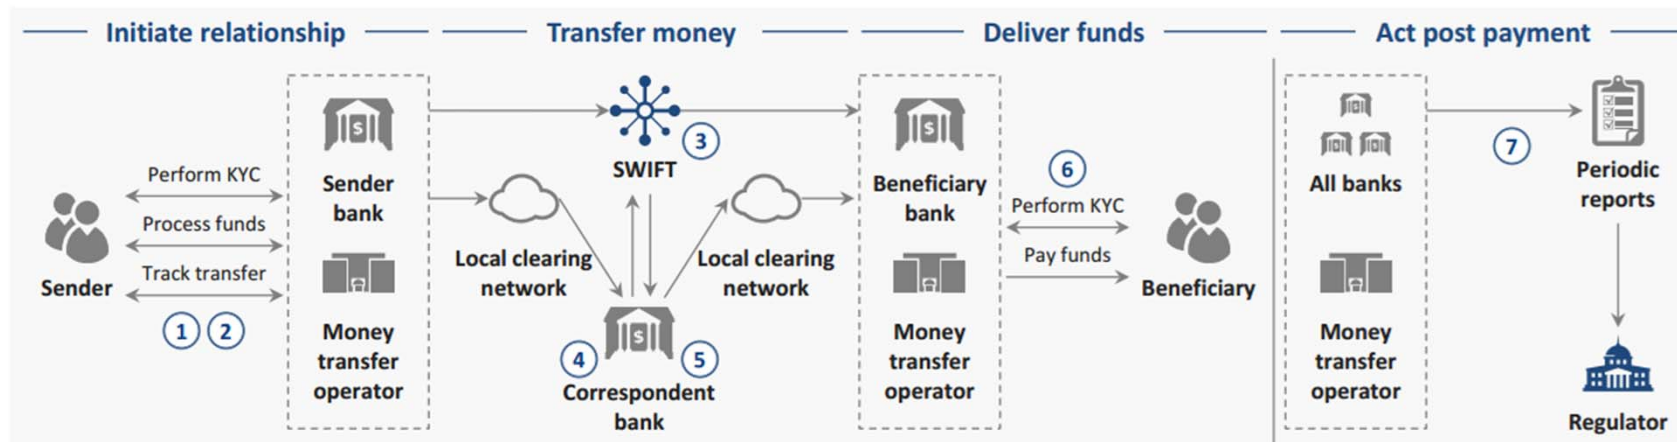 Initiate relationship
Transfer money
Deliver funds
Act post payment
Perform KYC
Process funds
Track transfer
Sender
1 2
$
Sender
bank
Money
transfer
operator
3
SWIFT
Local clearing
network
Local clearing
network
$
4
5
Correspondent
bank
$
Beneficiary
bank
Money
transfer
operator
6
Perform KYC
Pay funds
Beneficiary
All banks
Money
transfer
operator
7
Periodic
reports
Regulator